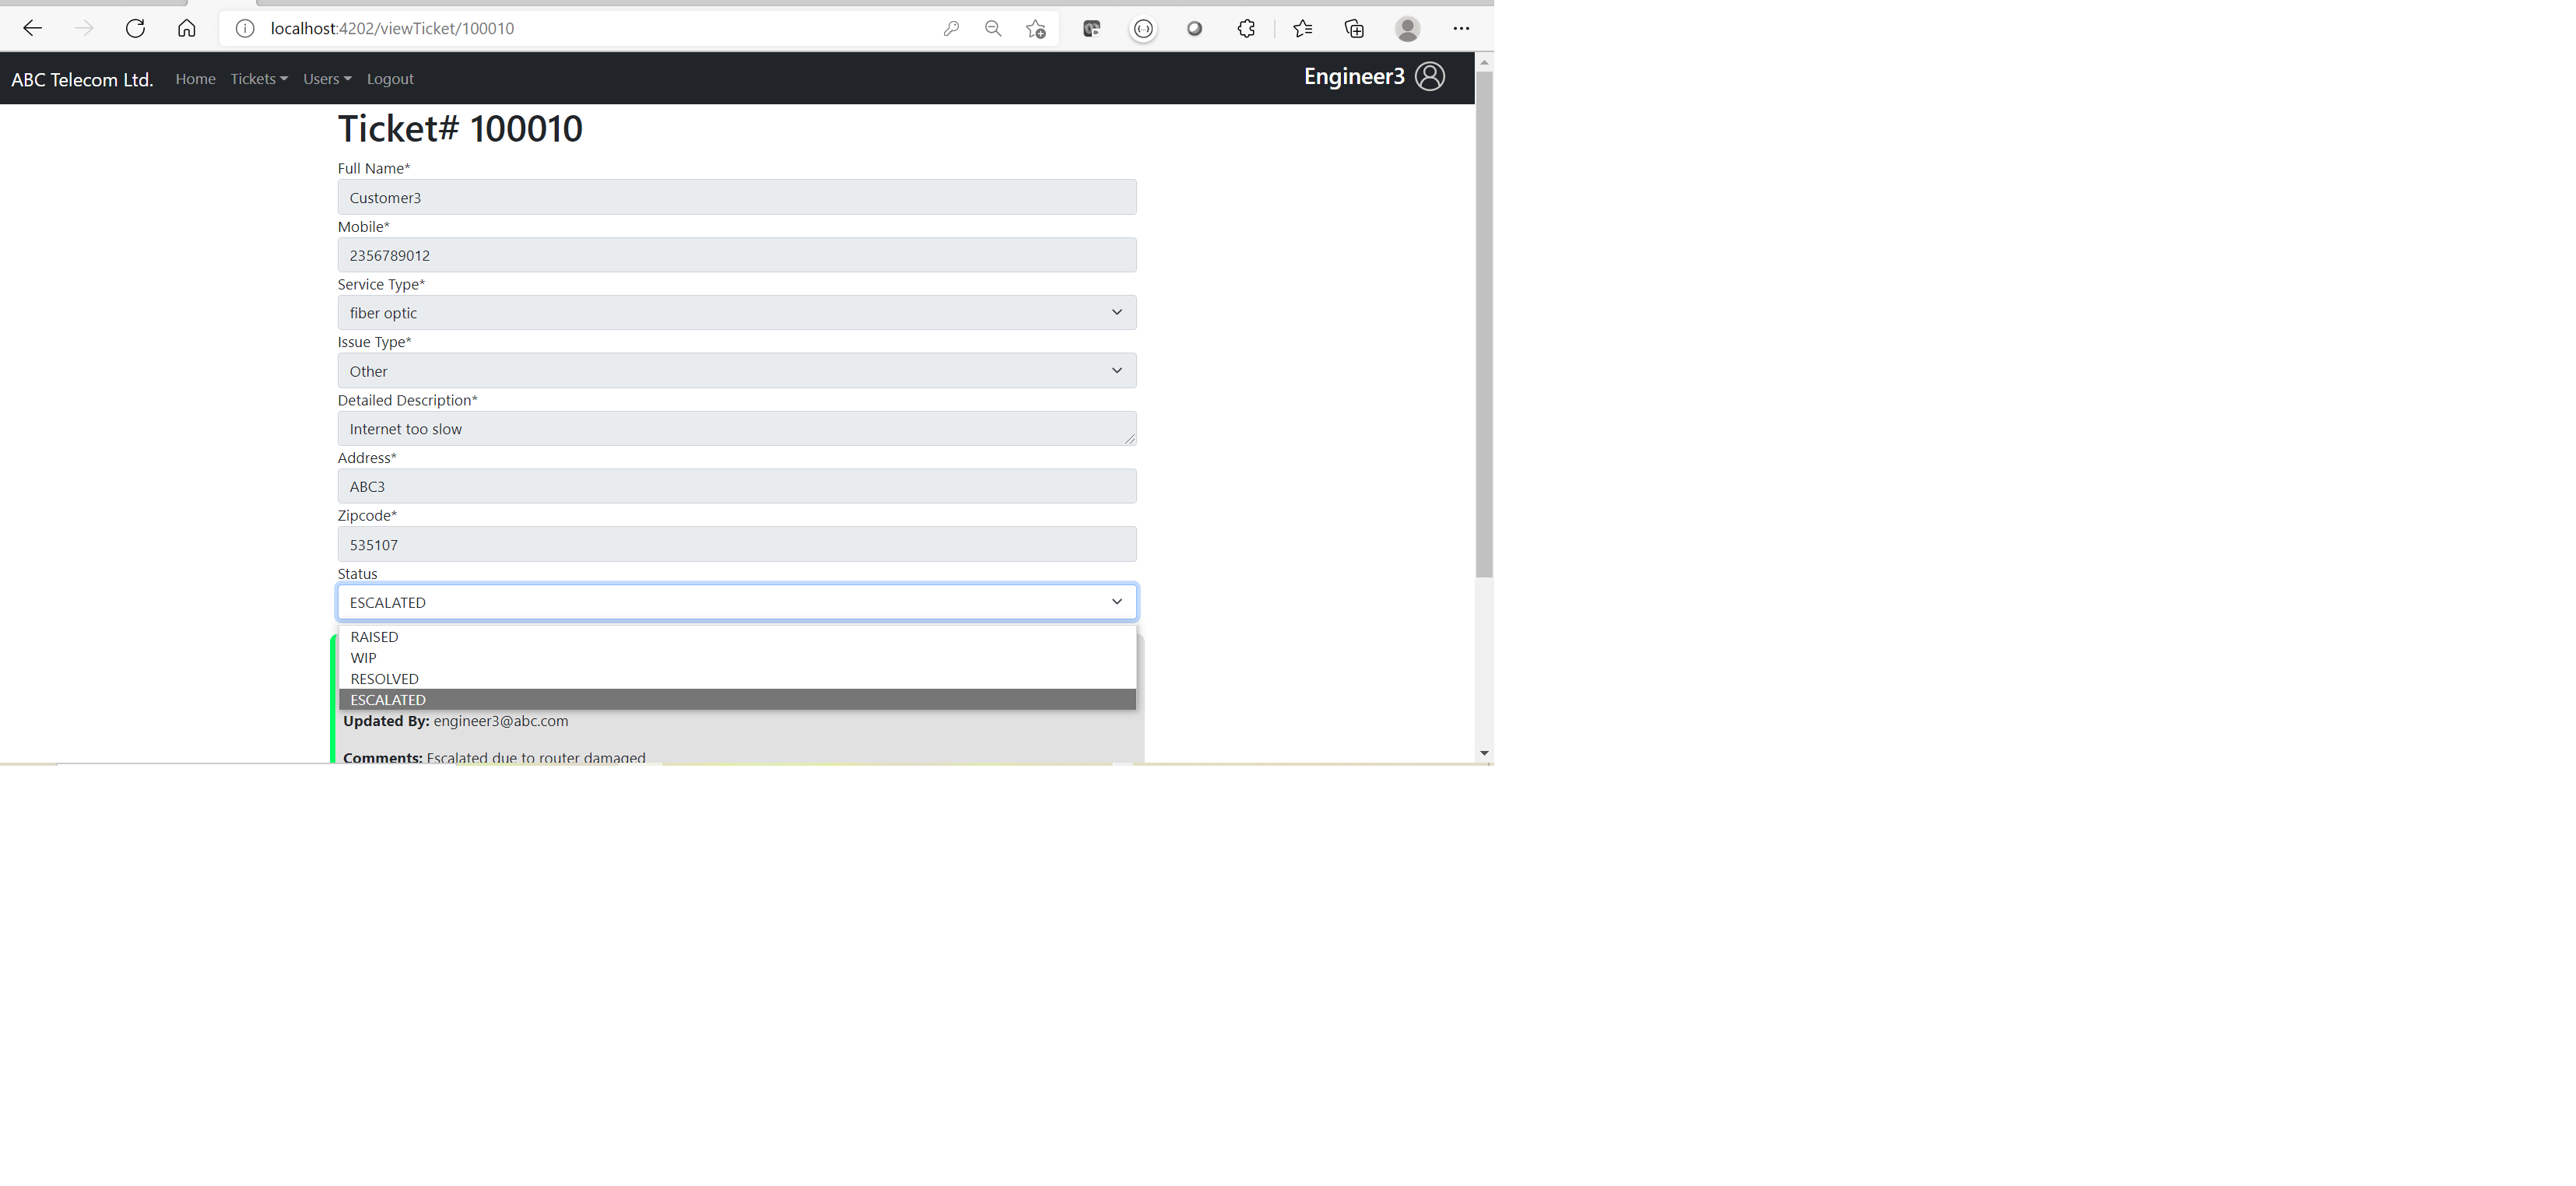 localhost:4202/viewTicket/100010
ABC Telecom Ltd. Home Tickets Users Logout Engineer3
Ticket# 100010
Full Name*
Customer3
Mobile*
2356789012
Service Type*
fiber optic
Issue Type*
Other
Detailed Description*
Internet too slow
Address*
ABC3
Zipcode*
535107
Status
ESCALATED
RAISED
WIP
RESOLVED
ESCALATED
Updated By: engineer3@abc.com
Comments: Escalated due to router damaged